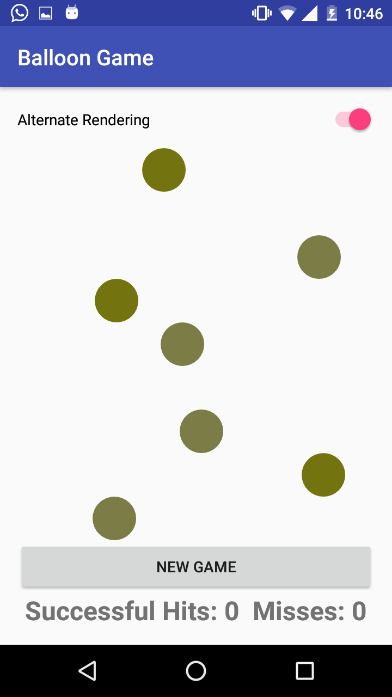 10:46
Balloon Game
Alternate Rendering
NEW GAME
Successful Hits: 0 Misses: 0